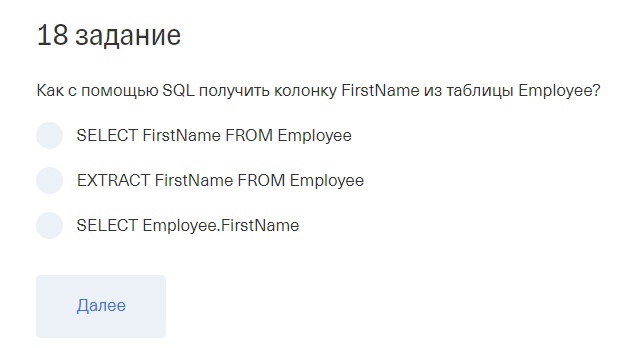 18 задание
Как с помощью SQL получить колонку FirstName из таблицы Employee?
SELECT FirstName FROM Employee
EXTRACT FirstName FROM Employee
SELECT Employee.FirstName
Далее